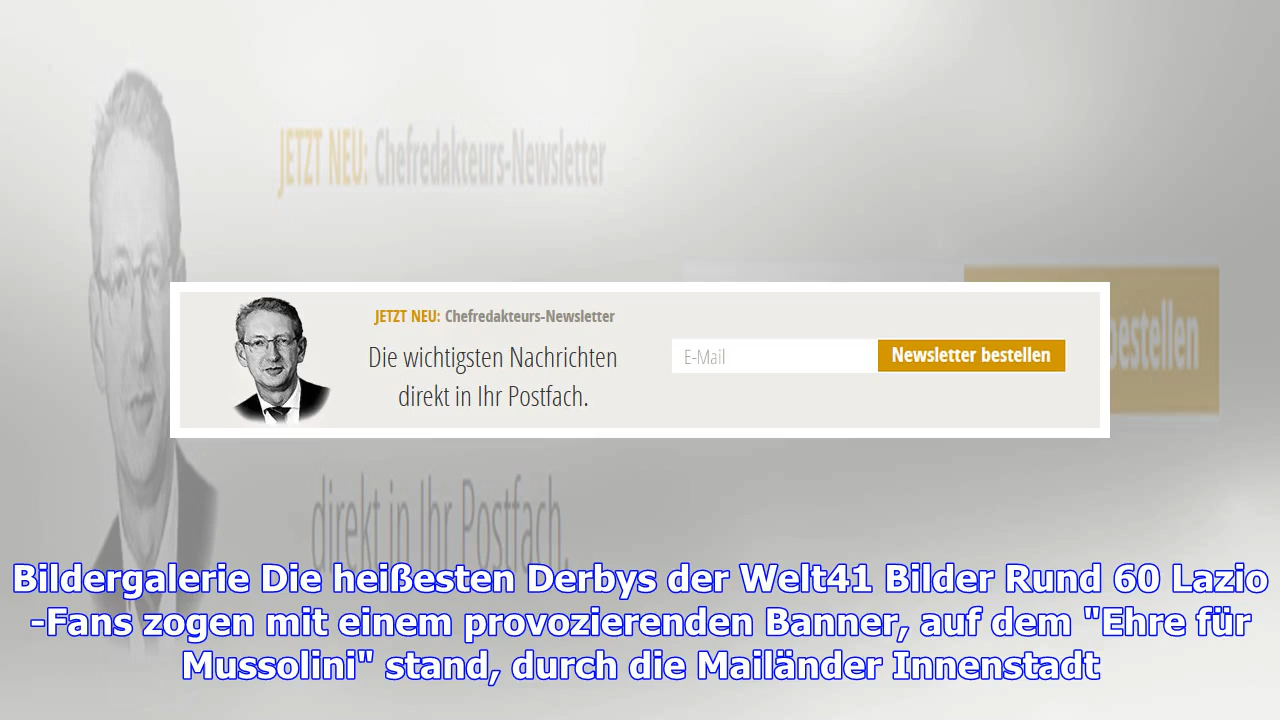 JETZT NEU: Chefredakteurs-Newsletter
JETZT NEU: Chefredakteurs-Newsletter
Die wichtigsten Nachrichten
direkt in Ihr Postfach.
E-Mail
Newsletter bestellen
bestellen
direkt in Ihr Postfach.
Bildergalerie Die heißesten Derbys der Welt41 Bilder Rund 60 Lazio
-Fans zogen mit einem provozierenden Banner, auf dem "Ehre für
Mussolini" stand, durch die Mailänder Innenstadt